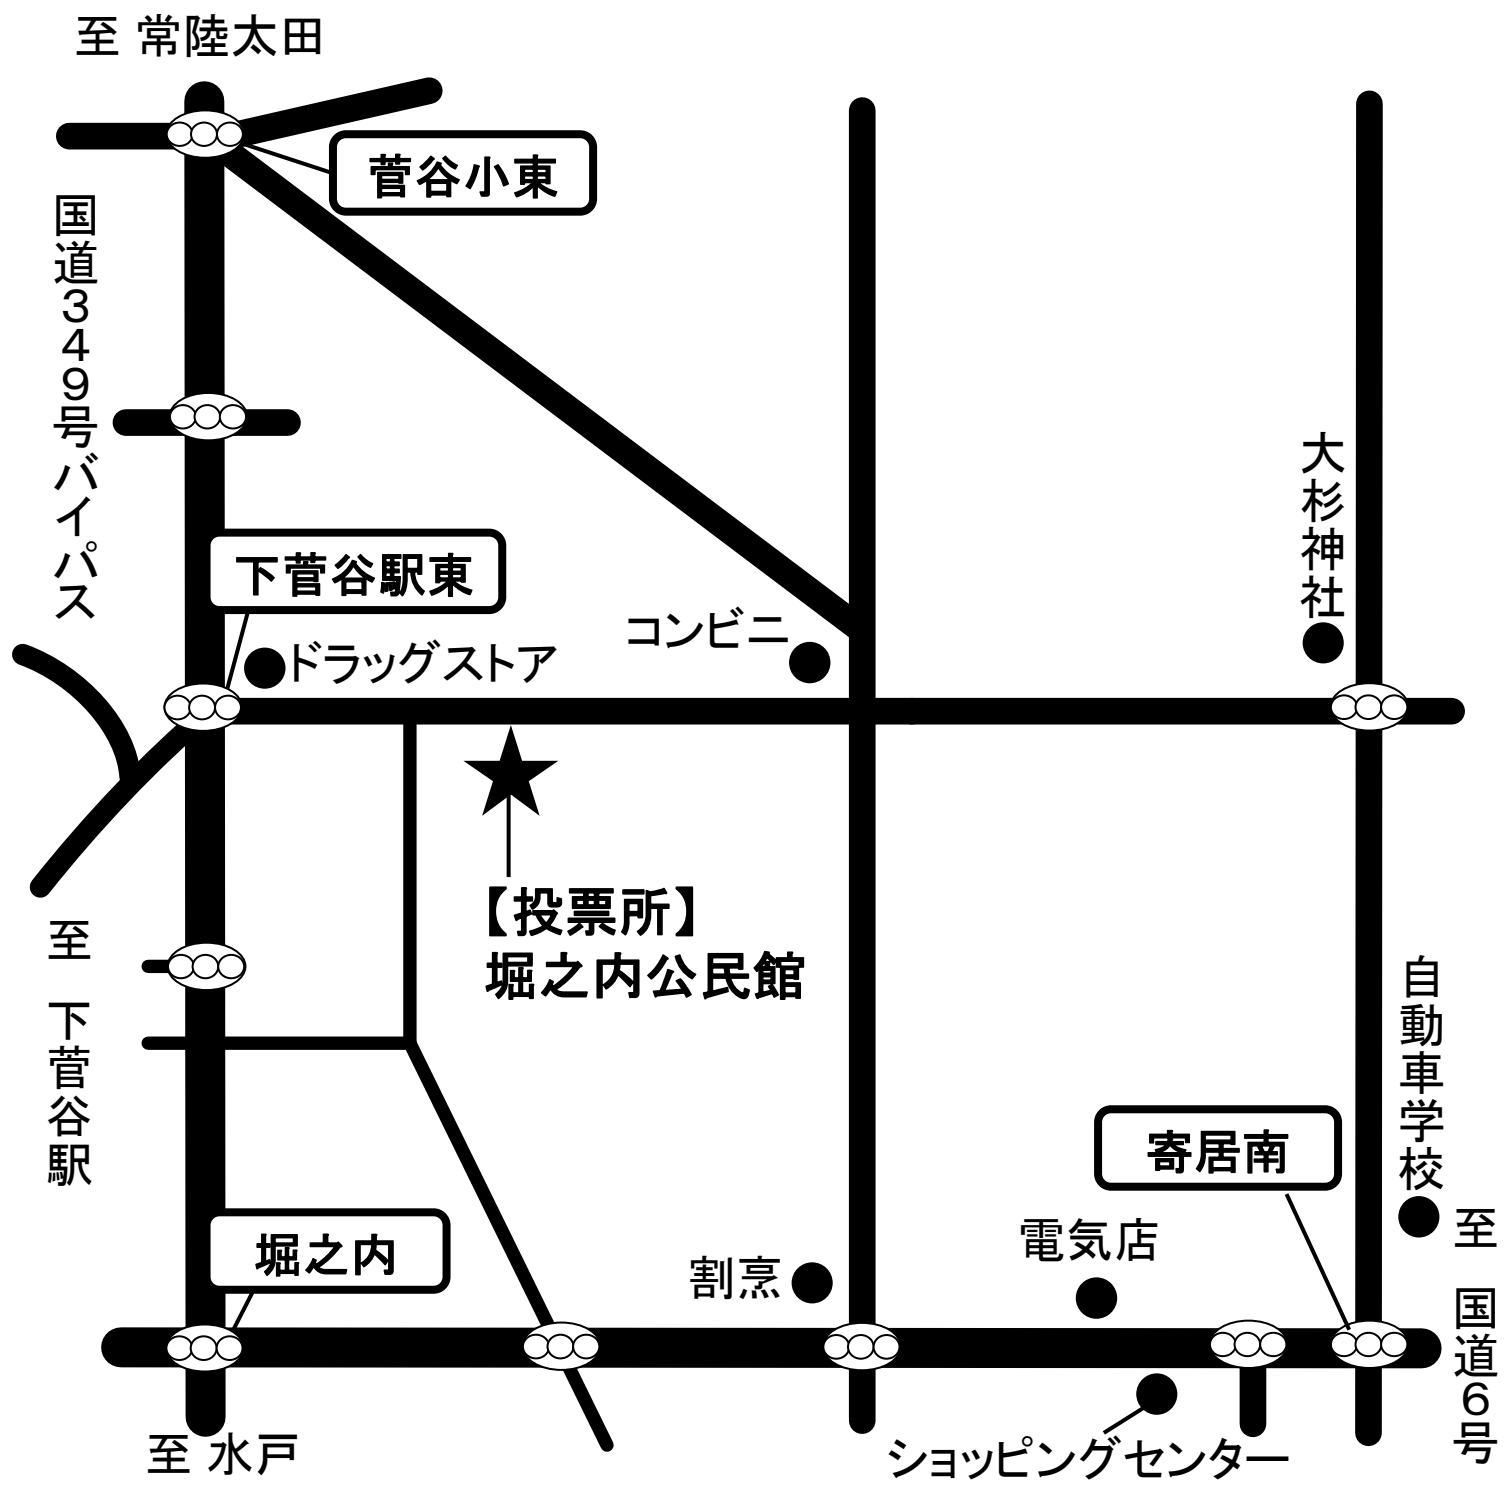 至 常陸太田
菅谷小東
国道３４９号バイパス
大杉神社
下菅谷駅東
コンビニ
ドラッグストア
【投票所】
堀之内公民館
至 下菅谷駅
自動車学校
寄居南
堀之内
電気店
割烹
至 国道６号
ショッピングセンター
至 水戸